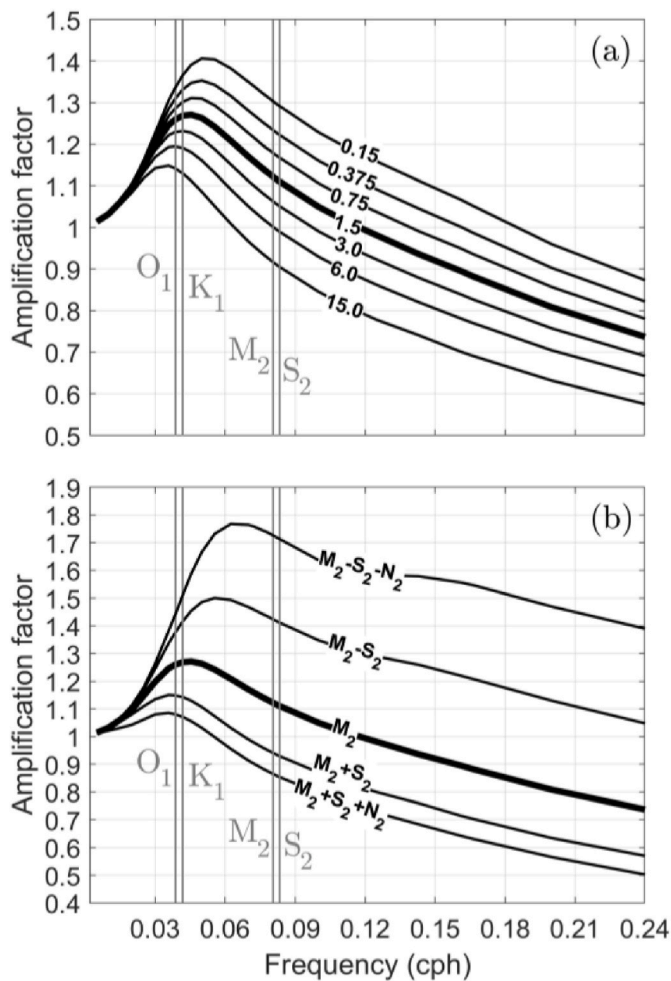 1.5
(a)
1.4
1.3
1.2
1.1
1
0.9
0.8
0.7
0.6
0.5
Amplification factor
0.15
0.375
0.75
1.5
3.0
6.0
15.0
O1 K1
M2 S2
1.9
(b)
1.8
1.7
1.6
1.5
1.4
1.3
1.2
1.1
1
0.9
0.8
0.7
0.6
0.5
0.4
Amplification factor
M2-S2-N2
M2-S2
M2
M2+S2
M2+S2+N2
O1 K1
M2 S2
0.03 0.06 0.09 0.12 0.15 0.18 0.21 0.24
Frequency (cph)